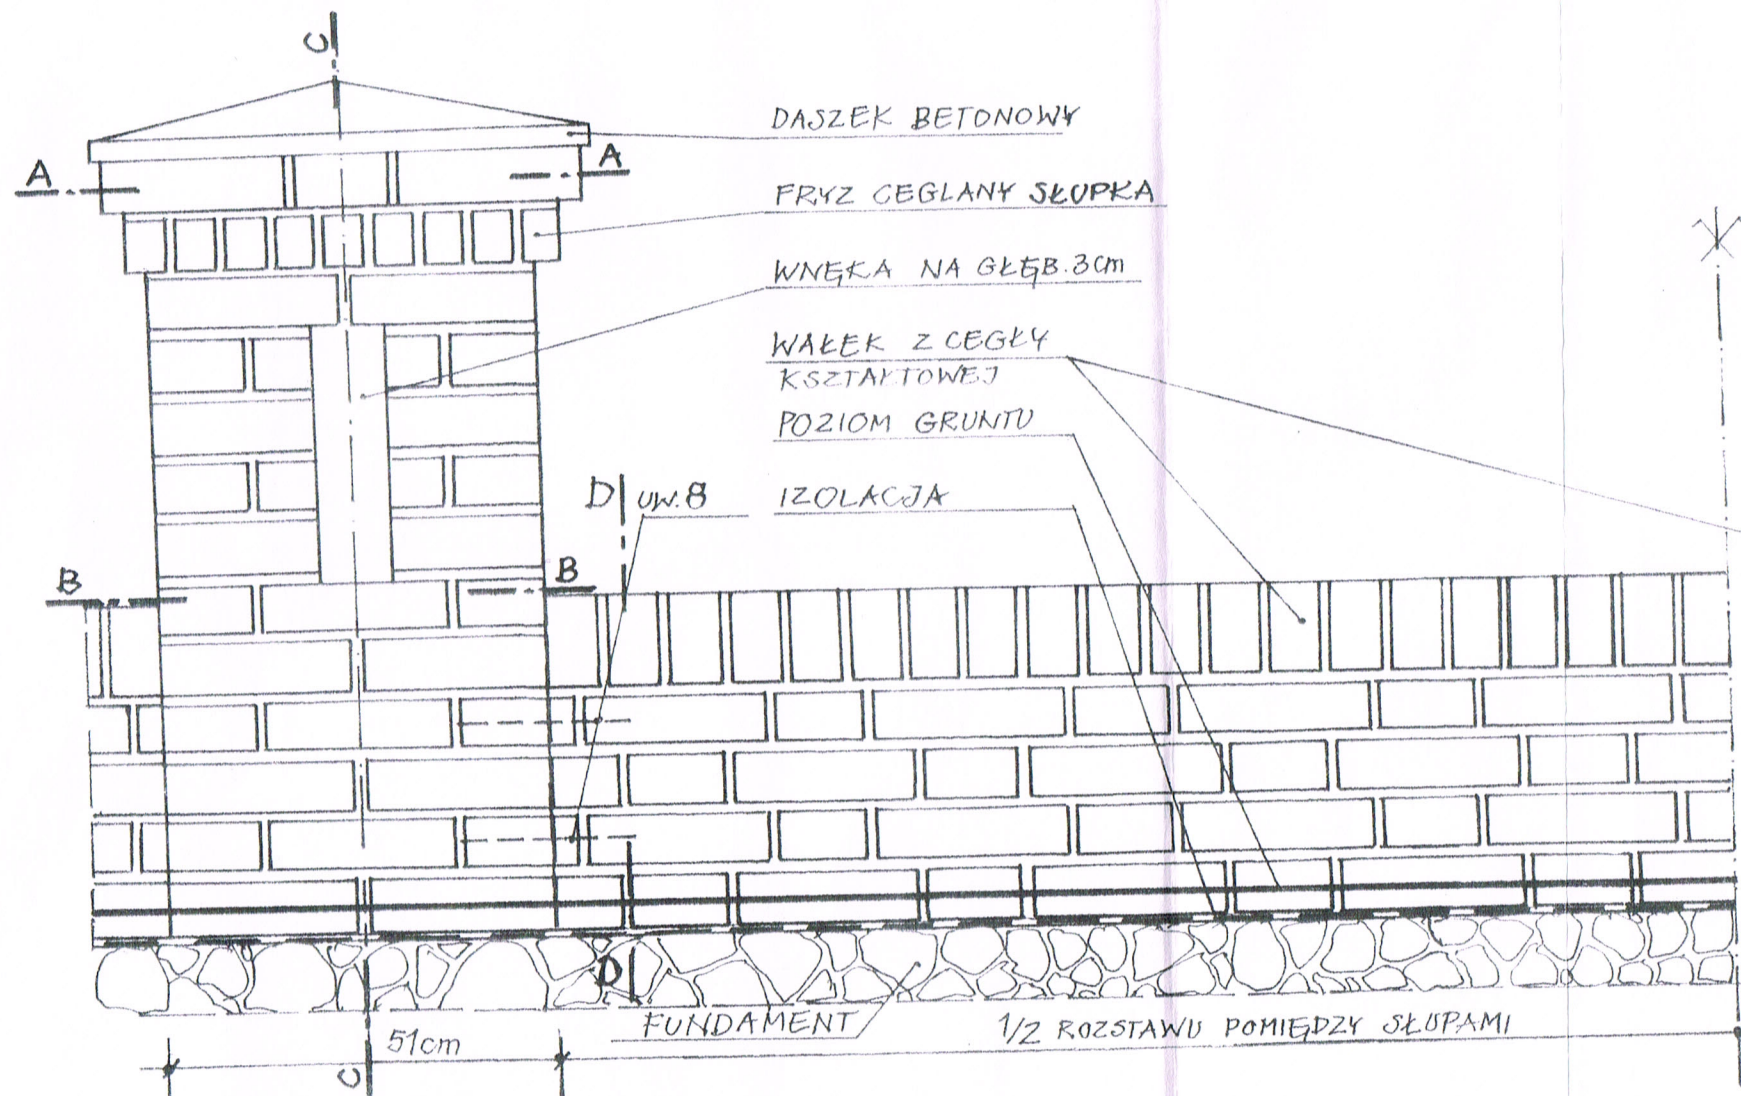 C
DASZEK BETONOWY
A
A
FRYZ CEGLANY SŁUPKA
WNĘKA NA GŁĘB. 3cm
WAŁEK Z CEGŁY
KSZTAŁTOWEJ
POZIOM GRUNTU
D
UW. 8
IZOLACJA
B
B
D
FUNDAMENT
1/2 ROZSTAWU POMIĘDZY SŁUPAMI
51cm
C